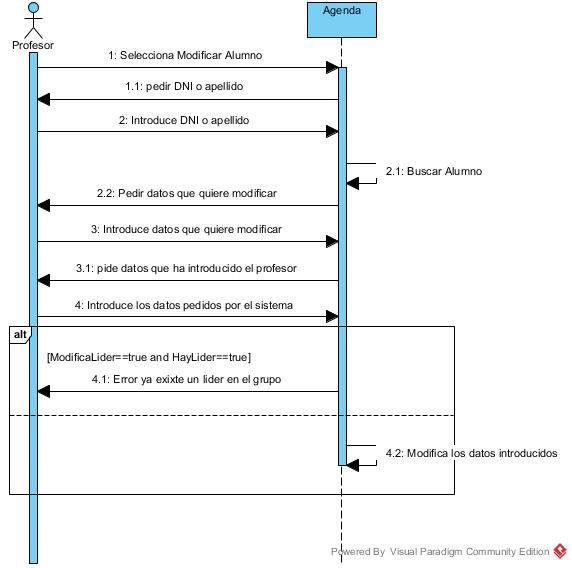 Agenda
Profesor
1: Selecciona Modificar Alumno
1.1: pedir DNI o apellido
2: Introduce DNI o apellido
2.1: Buscar Alumno
2.2: Pedir datos que quiere modificar
3: Introduce datos que quiere modificar
3.1: pide datos que ha introducido el profesor
4: Introduce los datos pedidos por el sistema
alt
[ModificaLider==true and HayLider==true]
4.1: Error ya exixte un lider en el grupo
4.2: Modifica los datos introducidos
Powered By Visual Paradigm Community Edition